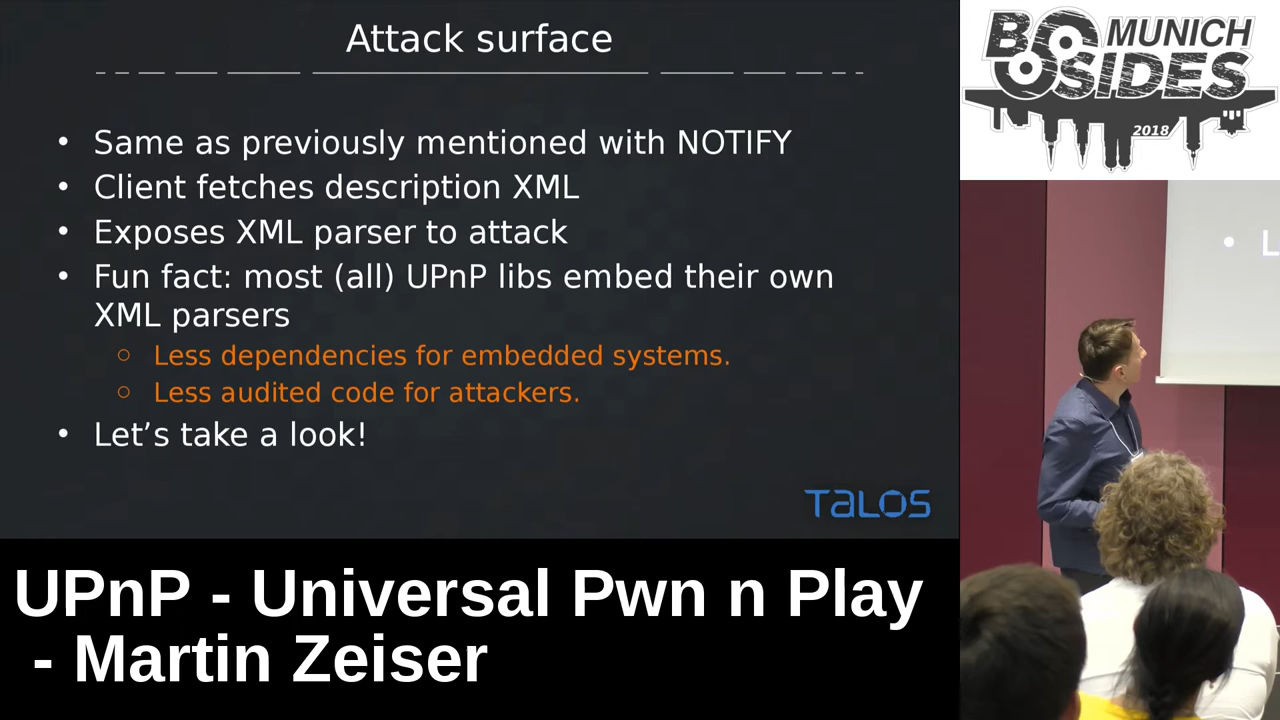 Attack surface
• Same as previously mentioned with NOTIFY
• Client fetches description XML
• Exposes XML parser to attack
• Fun fact: most (all) UPnP libs embed their own
XML parsers
○ Less dependencies for embedded systems.
○ Less audited code for attackers.
• Let’s take a look!
TALOS
UPnP - Universal Pwn n Play
- Martin Zeiser
BSIDES MUNICH
2018
• L